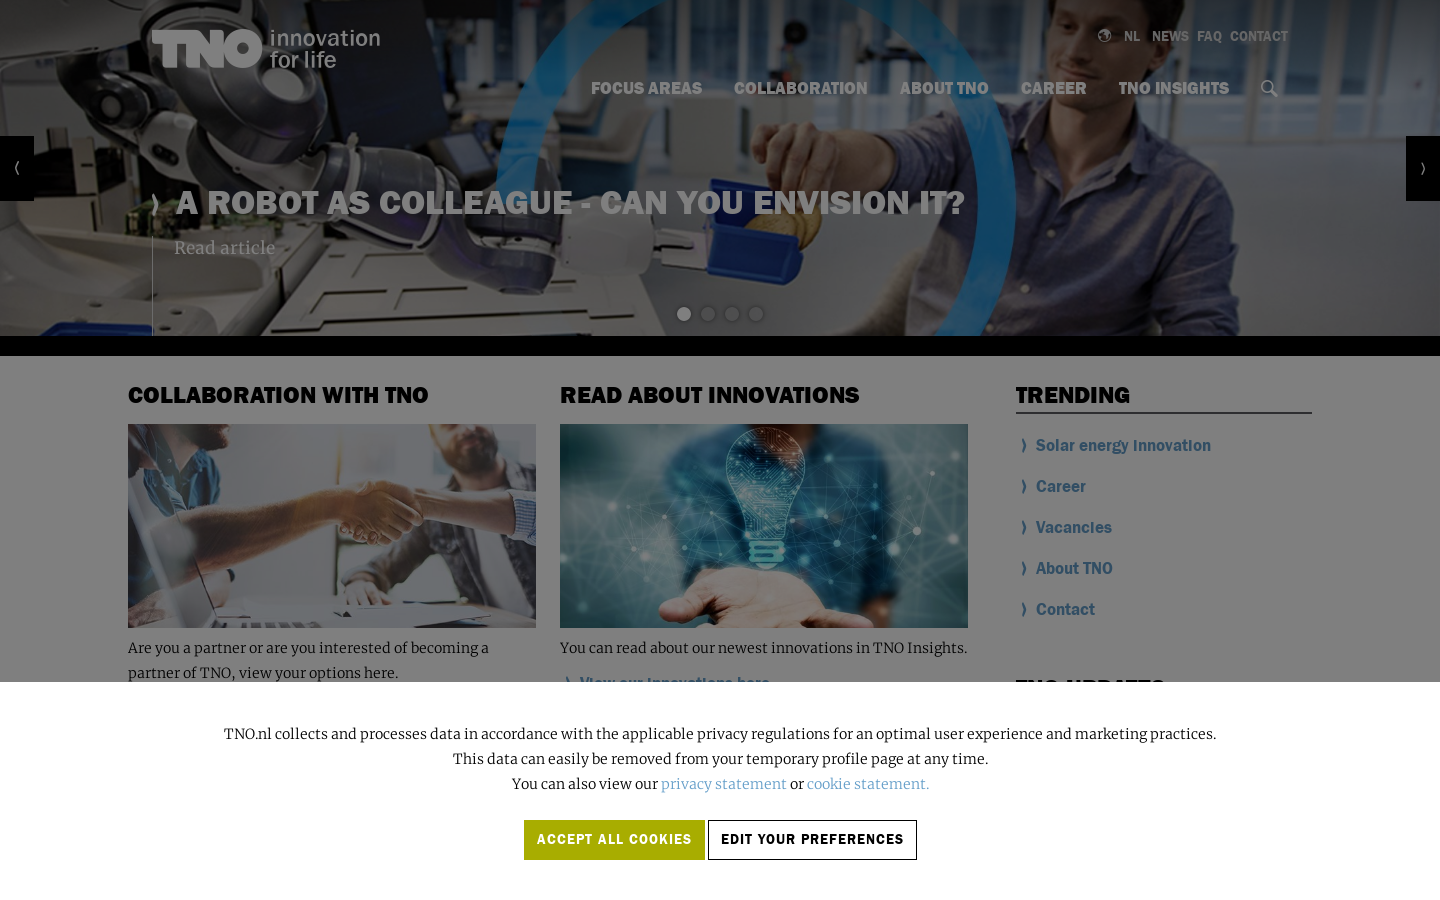 TNO innovation
for life
NL NEWS FAQ CONTACT
FOCUS AREAS COLLABORATION ABOUT TNO CAREER TNO INSIGHTS
A ROBOT AS COLLEAGUE - CAN YOU ENVISION IT?
Read article
COLLABORATION WITH TNO
Are you a partner or are you interested of becoming a
partner of TNO, view your options here.
READ ABOUT INNOVATIONS
You can read about our newest innovations in TNO Insights.
View our innovations here
TRENDING
Solar energy innovation
Career
Vacancies
About TNO
Contact
TNO UPDATES
TNO.nl collects and processes data in accordance with the applicable privacy regulations for an optimal user experience and marketing practices.
This data can easily be removed from your temporary profile page at any time.
You can also view our privacy statement or cookie statement.
ACCEPT ALL COOKIES EDIT YOUR PREFERENCES